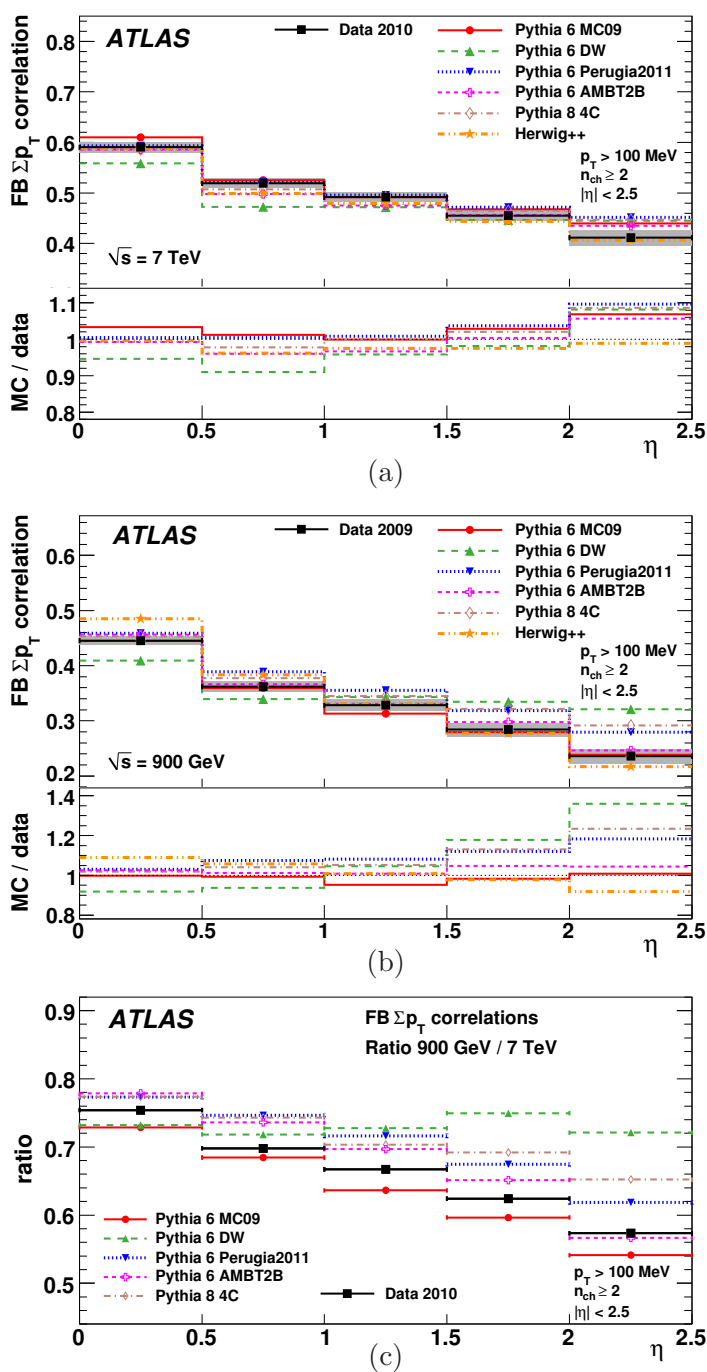 ATLAS
Data 2010
Pythia 6 MC09
Pythia 6 DW
Pythia 6 Perugia2011
Pythia 6 AMBT2B
Pythia 8 4C
Herwig++
p_T > 100 MeV
n_ch ≥ 2
|η| < 2.5
√s = 7 TeV
FB Σp_T correlation
0.8
0.7
0.6
0.5
0.4
MC / data
1.1
1
0.9
0.8
0 0.5 1 1.5 2 2.5
η
(a)
ATLAS
Data 2009
Pythia 6 MC09
Pythia 6 DW
Pythia 6 Perugia2011
Pythia 6 AMBT2B
Pythia 8 4C
Herwig++
p_T > 100 MeV
n_ch ≥ 2
|η| < 2.5
√s = 900 GeV
FB Σp_T correlation
0.6
0.5
0.4
0.3
0.2
MC / data
1.4
1.2
1
0.8
0 0.5 1 1.5 2 2.5
η
(b)
ATLAS
FB Σp_T correlations
Ratio 900 GeV / 7 TeV
ratio
0.9
0.8
0.7
0.6
0.5
Pythia 6 MC09
Pythia 6 DW
Pythia 6 Perugia2011
Pythia 6 AMBT2B
Pythia 8 4C
Data 2010
p_T > 100 MeV
n_ch ≥ 2
|η| < 2.5
0 0.5 1 1.5 2 2.5
η
(c)